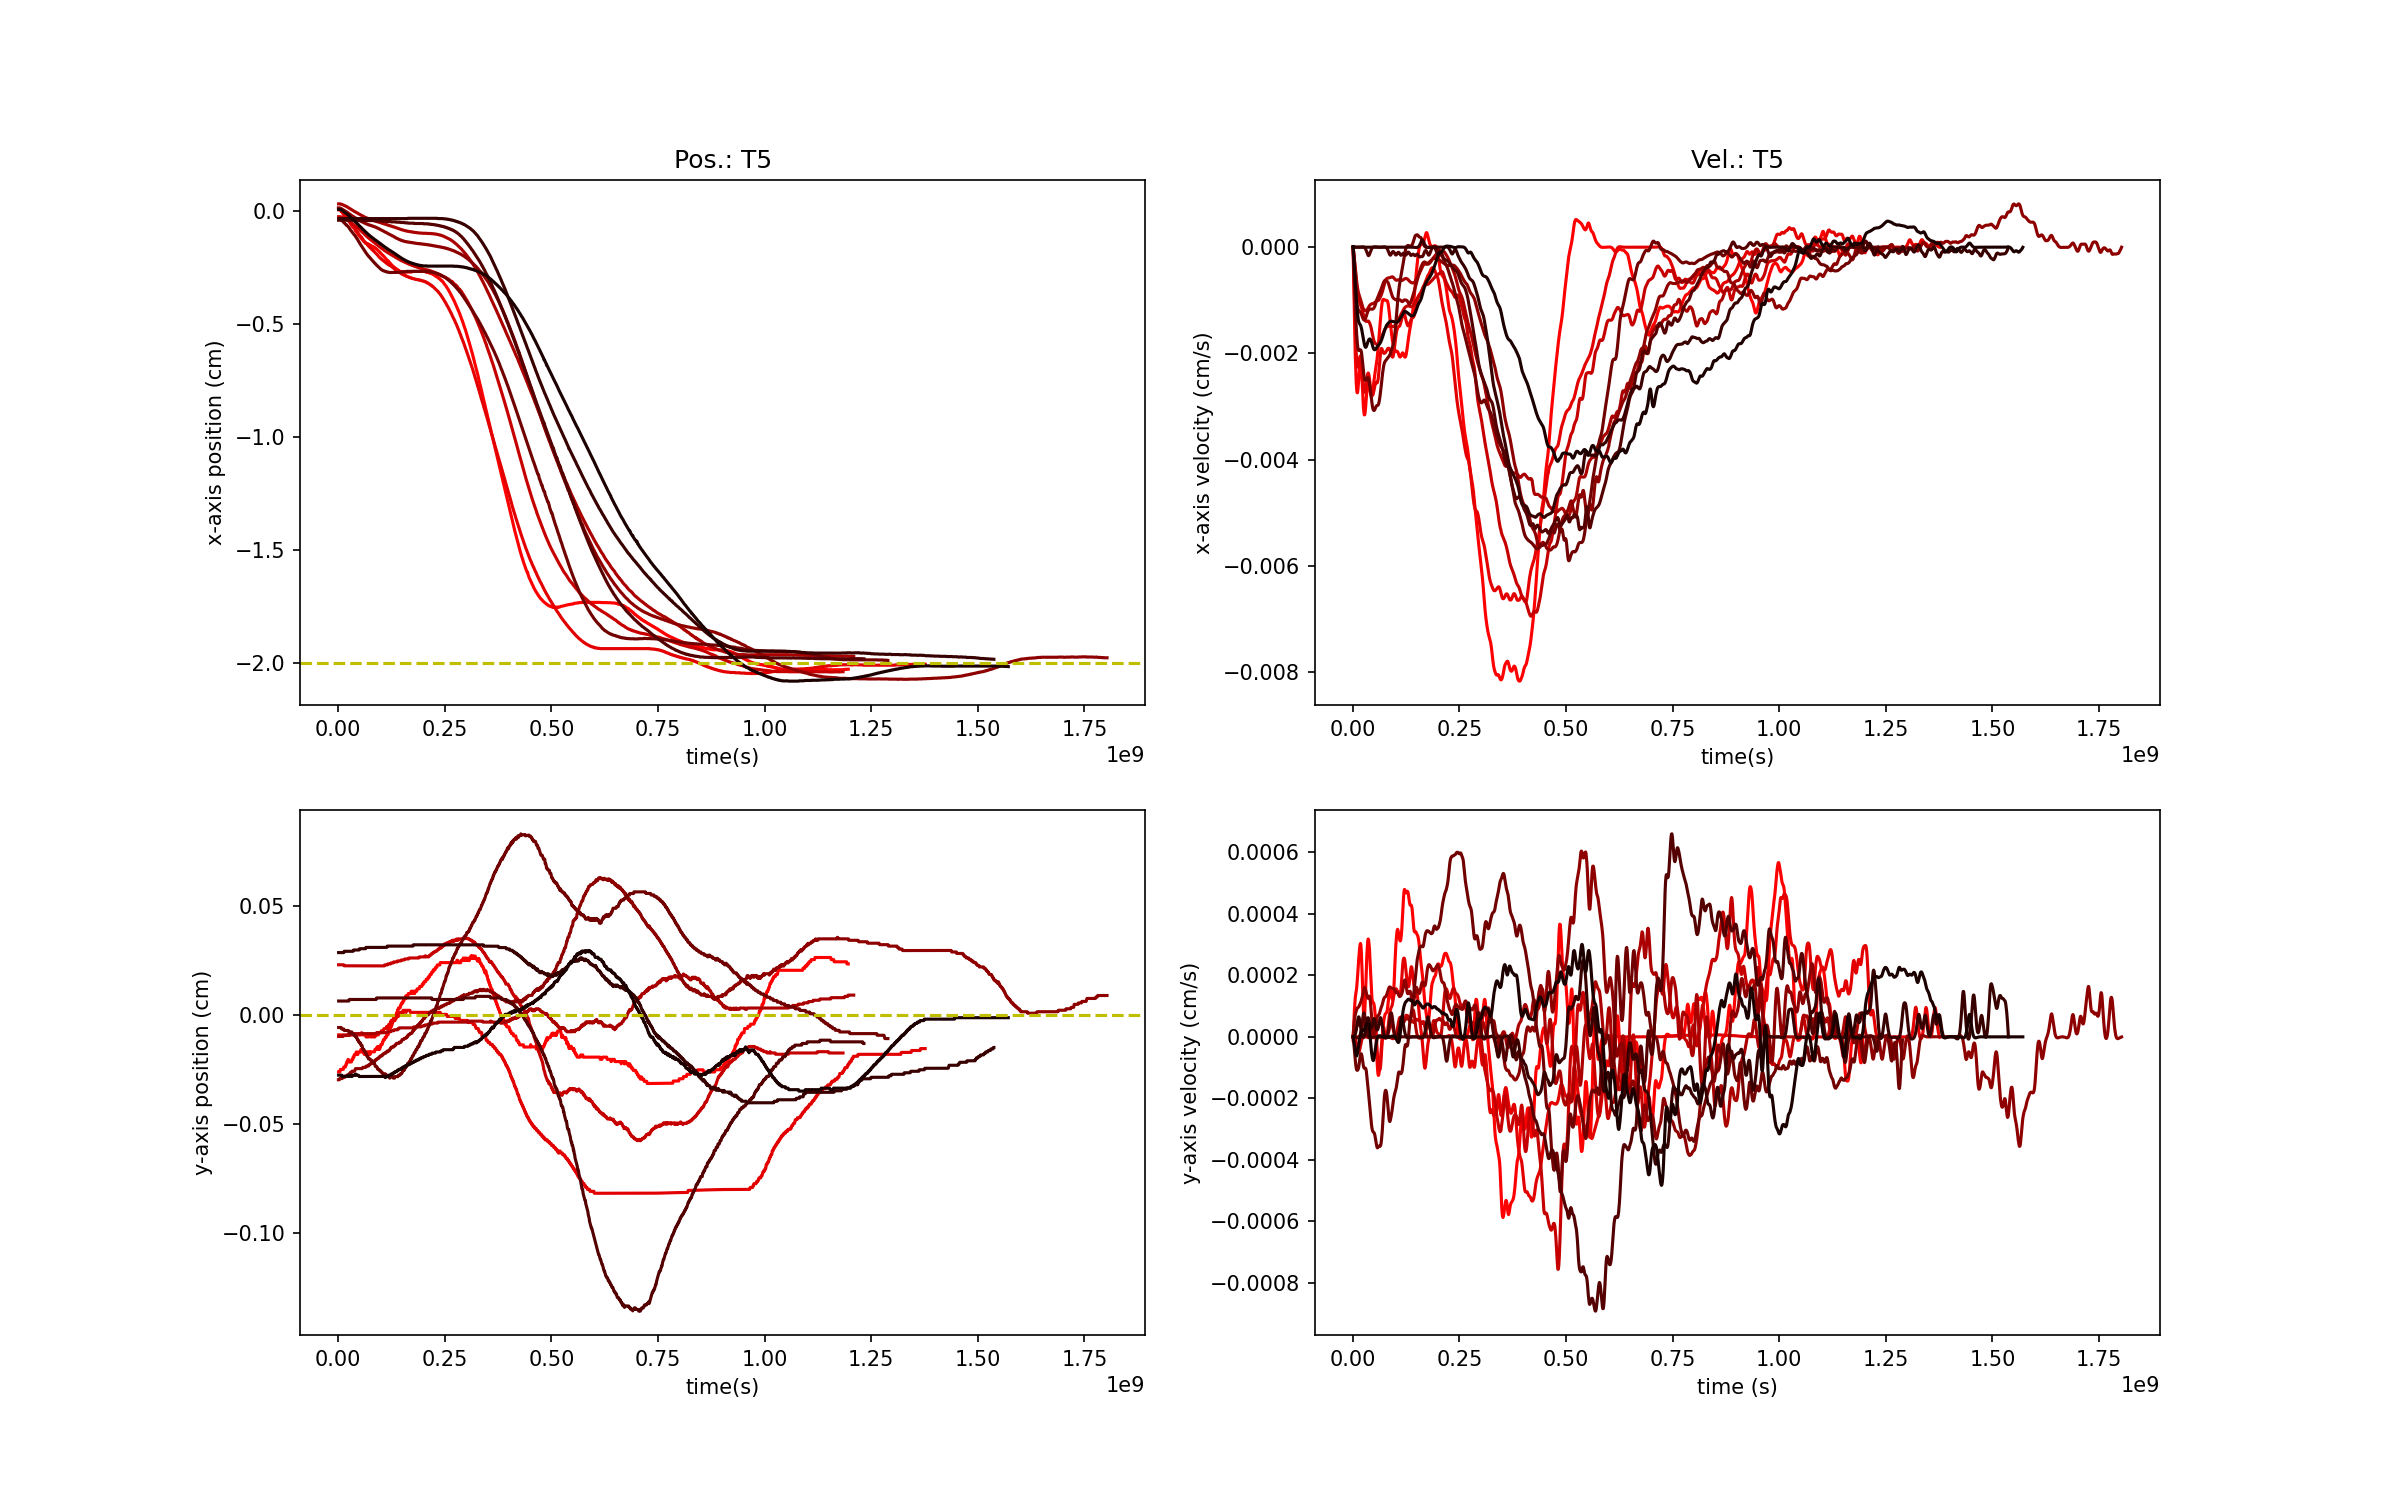 Pos.: T5
x-axis position (cm)
0.0
−0.5
−1.0
−1.5
−2.0
0.00 0.25 0.50 0.75 1.00 1.25 1.50 1.75
1e9
time(s)
Vel.: T5
x-axis velocity (cm/s)
0.000
−0.002
−0.004
−0.006
−0.008
0.00 0.25 0.50 0.75 1.00 1.25 1.50 1.75
1e9
time(s)
y-axis position (cm)
0.05
0.00
−0.05
−0.10
0.00 0.25 0.50 0.75 1.00 1.25 1.50 1.75
1e9
time(s)
y-axis velocity (cm/s)
0.0006
0.0004
0.0002
0.0000
−0.0002
−0.0004
−0.0006
−0.0008
0.00 0.25 0.50 0.75 1.00 1.25 1.50 1.75
1e9
time (s)